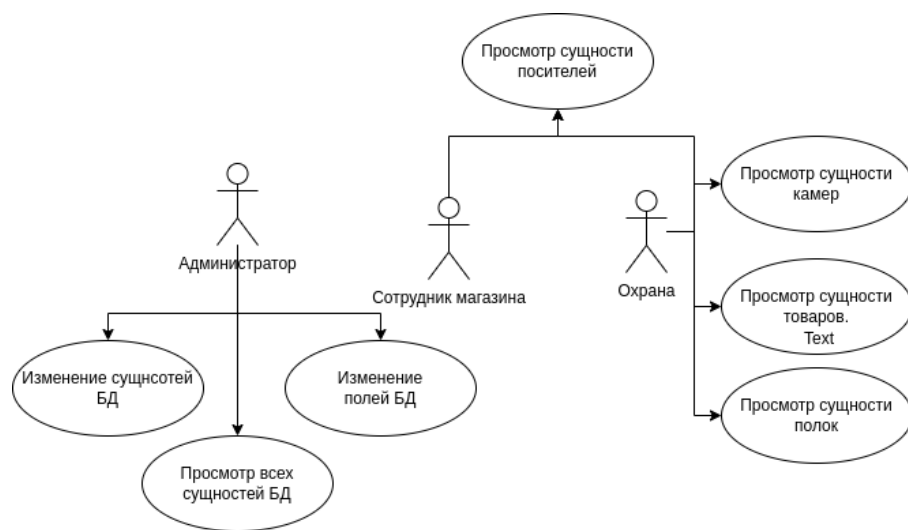 Просмотр сущности
посителей
Просмотр сущности
камер
Администратор
Сотрудник магазина
Охрана
Просмотр сущности
товаров.
Text
Изменение сущнсотей
БД
Изменение
полей БД
Просмотр сущности
полок
Просмотр всех
сущностей БД